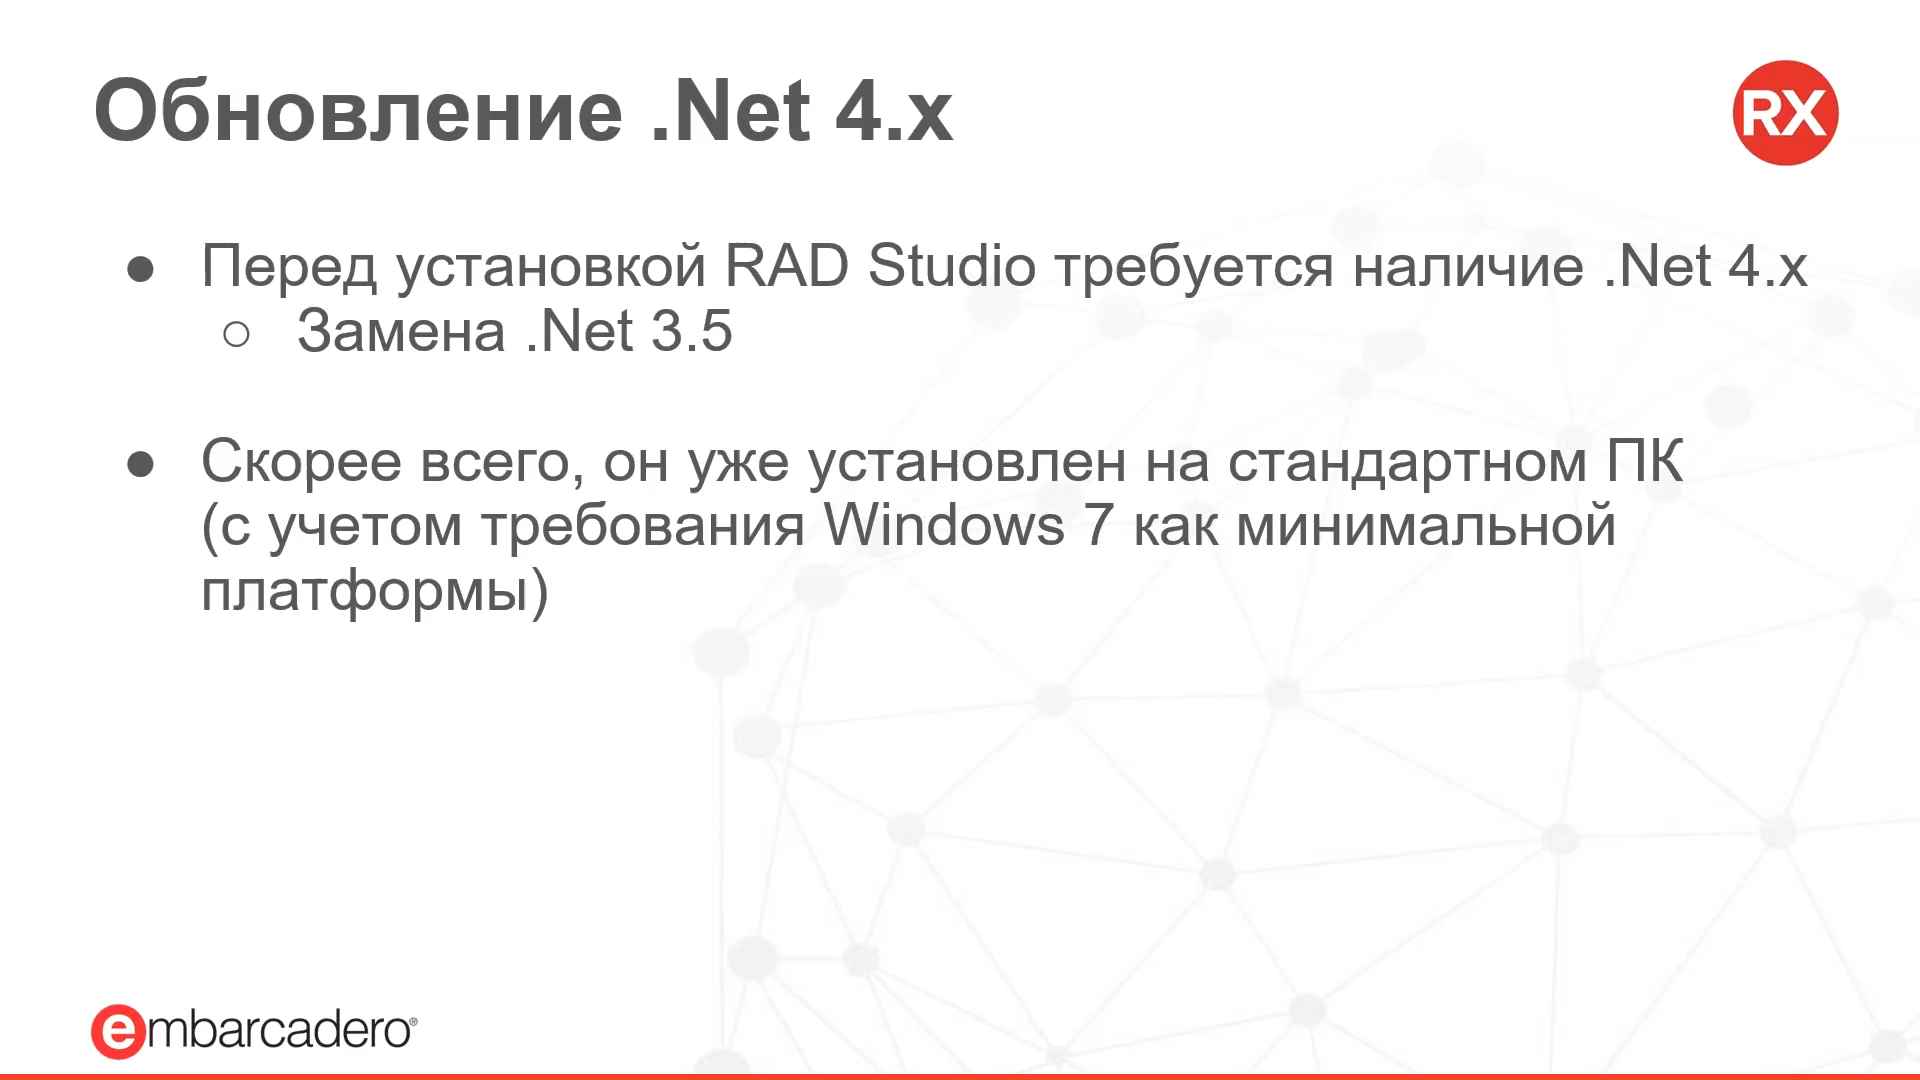 Обновление .Net 4.x
RX
● Перед установкой RAD Studio требуется наличие .Net 4.x
○ Замена .Net 3.5
● Скорее всего, он уже установлен на стандартном ПК
(с учетом требования Windows 7 как минимальной
платформы)
embarcadero®